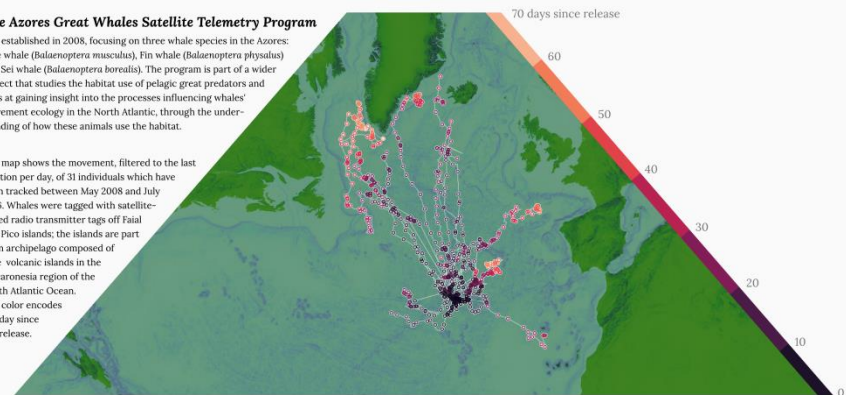 e Azores Great Whales Satellite Telemetry Program
established in 2008, focusing on three whale species in the Azores:
e whale (Balaenoptera musculus), Fin whale (Balaenoptera physalus)
Sei whale (Balaenoptera borealis). The program is part of a wider
ect that studies the habitat use of pelagic great predators and
s at gaining insight into the processes influencing whales'
ement ecology in the North Atlantic, through the under-
ding of how these animals use the habitat.
map shows the movement, filtered to the last
tion per day, of 31 individuals which have
n tracked between May 2008 and July
. Whales were tagged with satellite-
ed radio transmitter tags off Faial
Pico islands; the islands are part
n archipelago composed of
e volcanic islands in the
aronesia region of the
th Atlantic Ocean.
color encodes
day since
release.
70 days since release
60
50
40
30
20
10
0